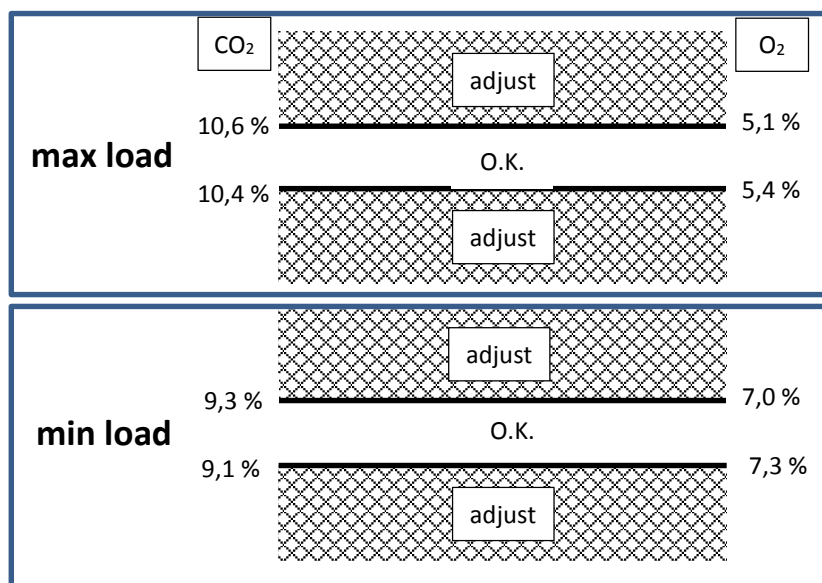 CO₂
O₂
adjust
10,6 %
5,1 %
max load
O.K.
10,4 %
5,4 %
adjust
adjust
9,3 %
7,0 %
min load
O.K.
9,1 %
7,3 %
adjust